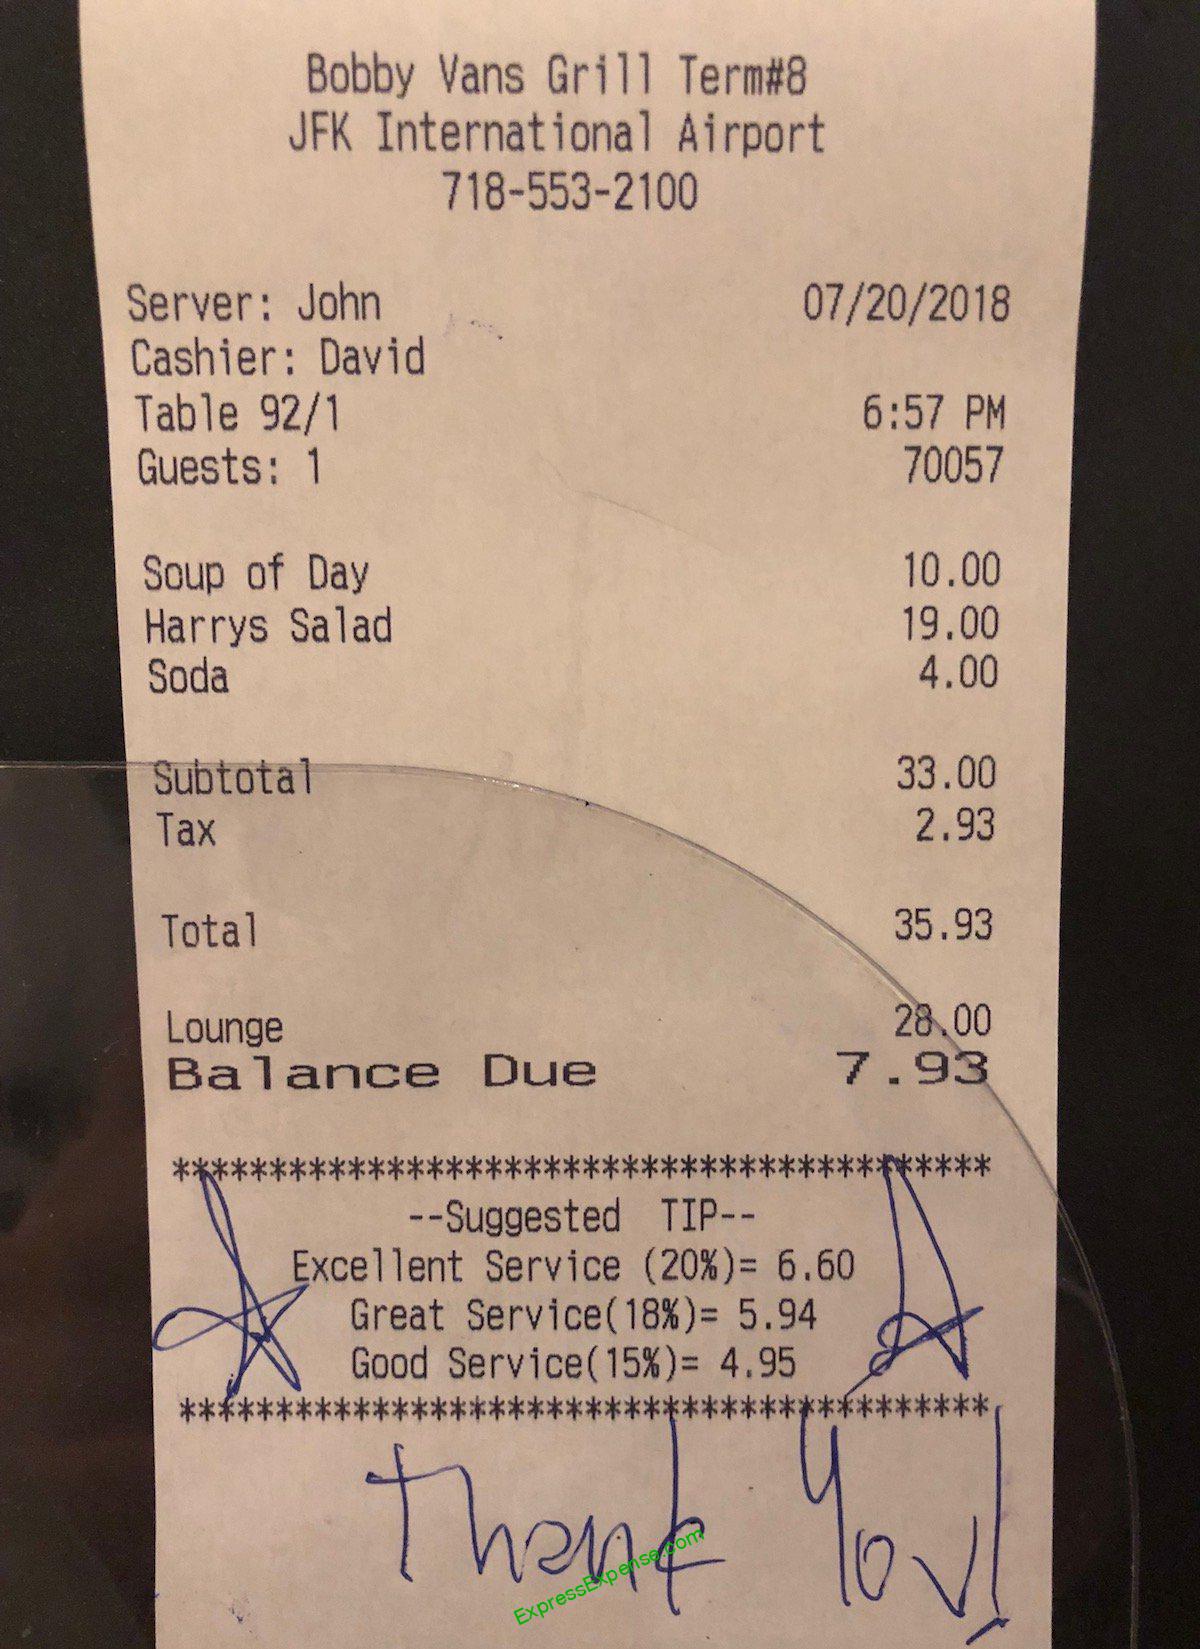 Bobby Vans Grill Term#8
JFK International Airport
718-553-2100
Server: John 07/20/2018
Cashier: David
Table 92/1 6:57 PM
Guests: 1 70057
Soup of Day 10.00
Harrys Salad 19.00
Soda 4.00
Subtotal 33.00
Tax 2.93
Total 35.93
Lounge 28.00
Balance Due 7.93
******************************************
--Suggested TIP--
Excellent Service (20%)= 6.60
Great Service(18%)= 5.94
Good Service(15%)= 4.95
******************************************
Thank You!
ExpressExpense.com